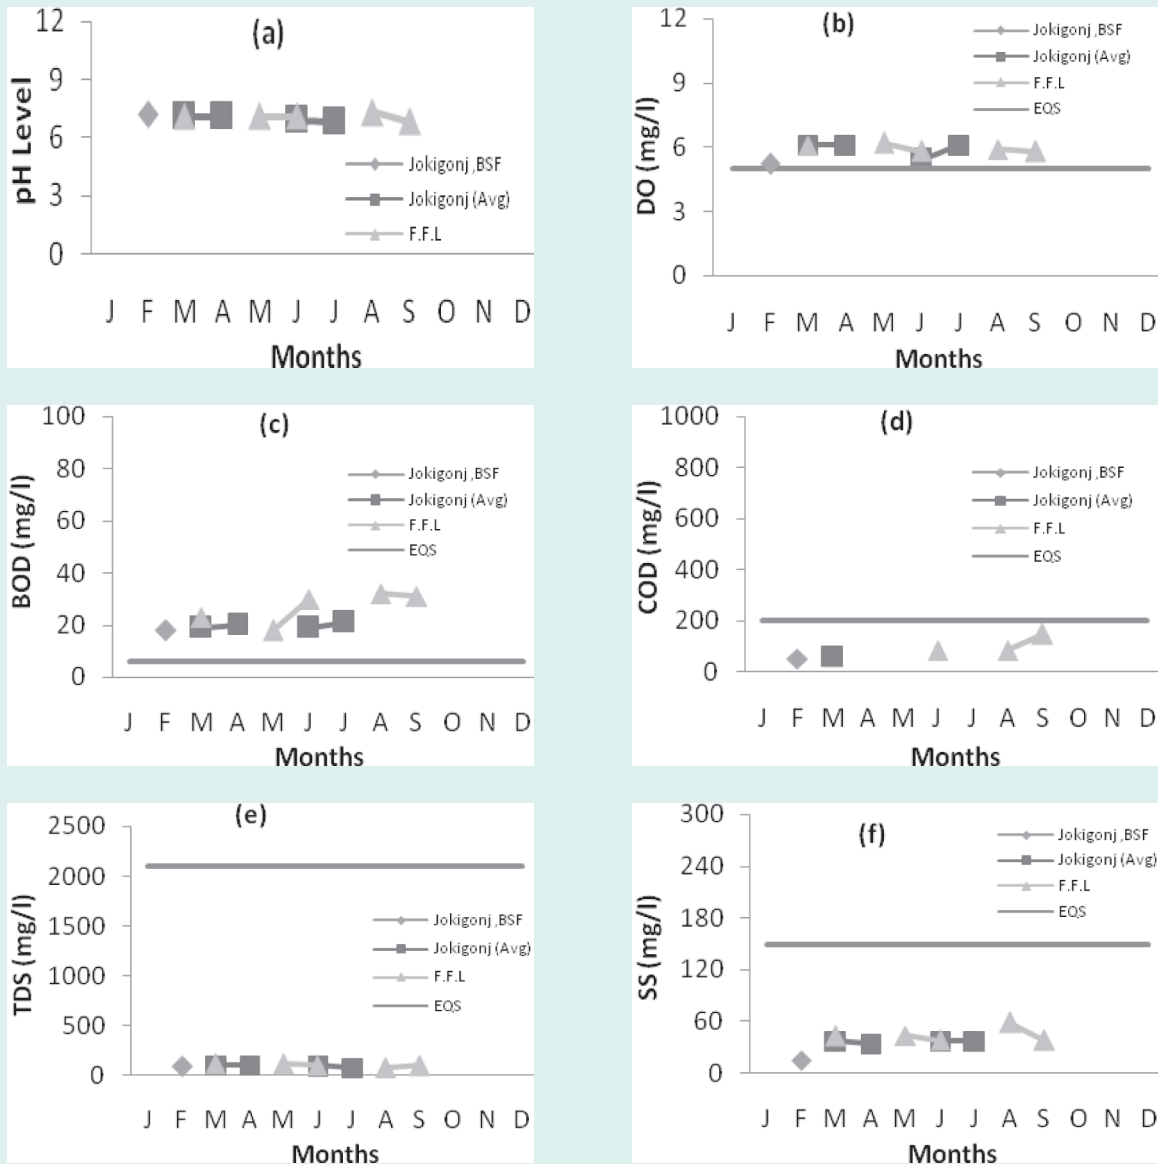 (a)
12
9
6
3
0
pH Level
Jokigonj ,BSF
Jokigonj (Avg)
F.F.L
J F M A M J J A S O N D
Months
(b)
12
9
6
3
0
DO (mg/l)
Jokigonj ,BSF
Jokigonj (Avg)
F.F.L
EQS
J F M A M J J A S O N D
Months
(c)
100
80
60
40
20
0
BOD (mg/l)
Jokigonj ,BSF
Jokigonj (Avg)
F.F.L
EQS
J F M A M J J A S O N D
Months
(d)
1000
800
600
400
200
0
COD (mg/l)
Jokigonj ,BSF
Jokigonj (Avg)
F.F.L
EQS
J F M A M J J A S O N D
Months
(e)
2500
2000
1500
1000
500
0
TDS (mg/l)
Jokigonj ,BSF
Jokigonj (Avg)
F.F.L
EQS
J F M A M J J A S O N D
Months
(f)
300
240
180
120
60
0
SS (mg/l)
Jokigonj ,BSF
Jokigonj (Avg)
F.F.L
EQS
J F M A M J J A S O N D
Months